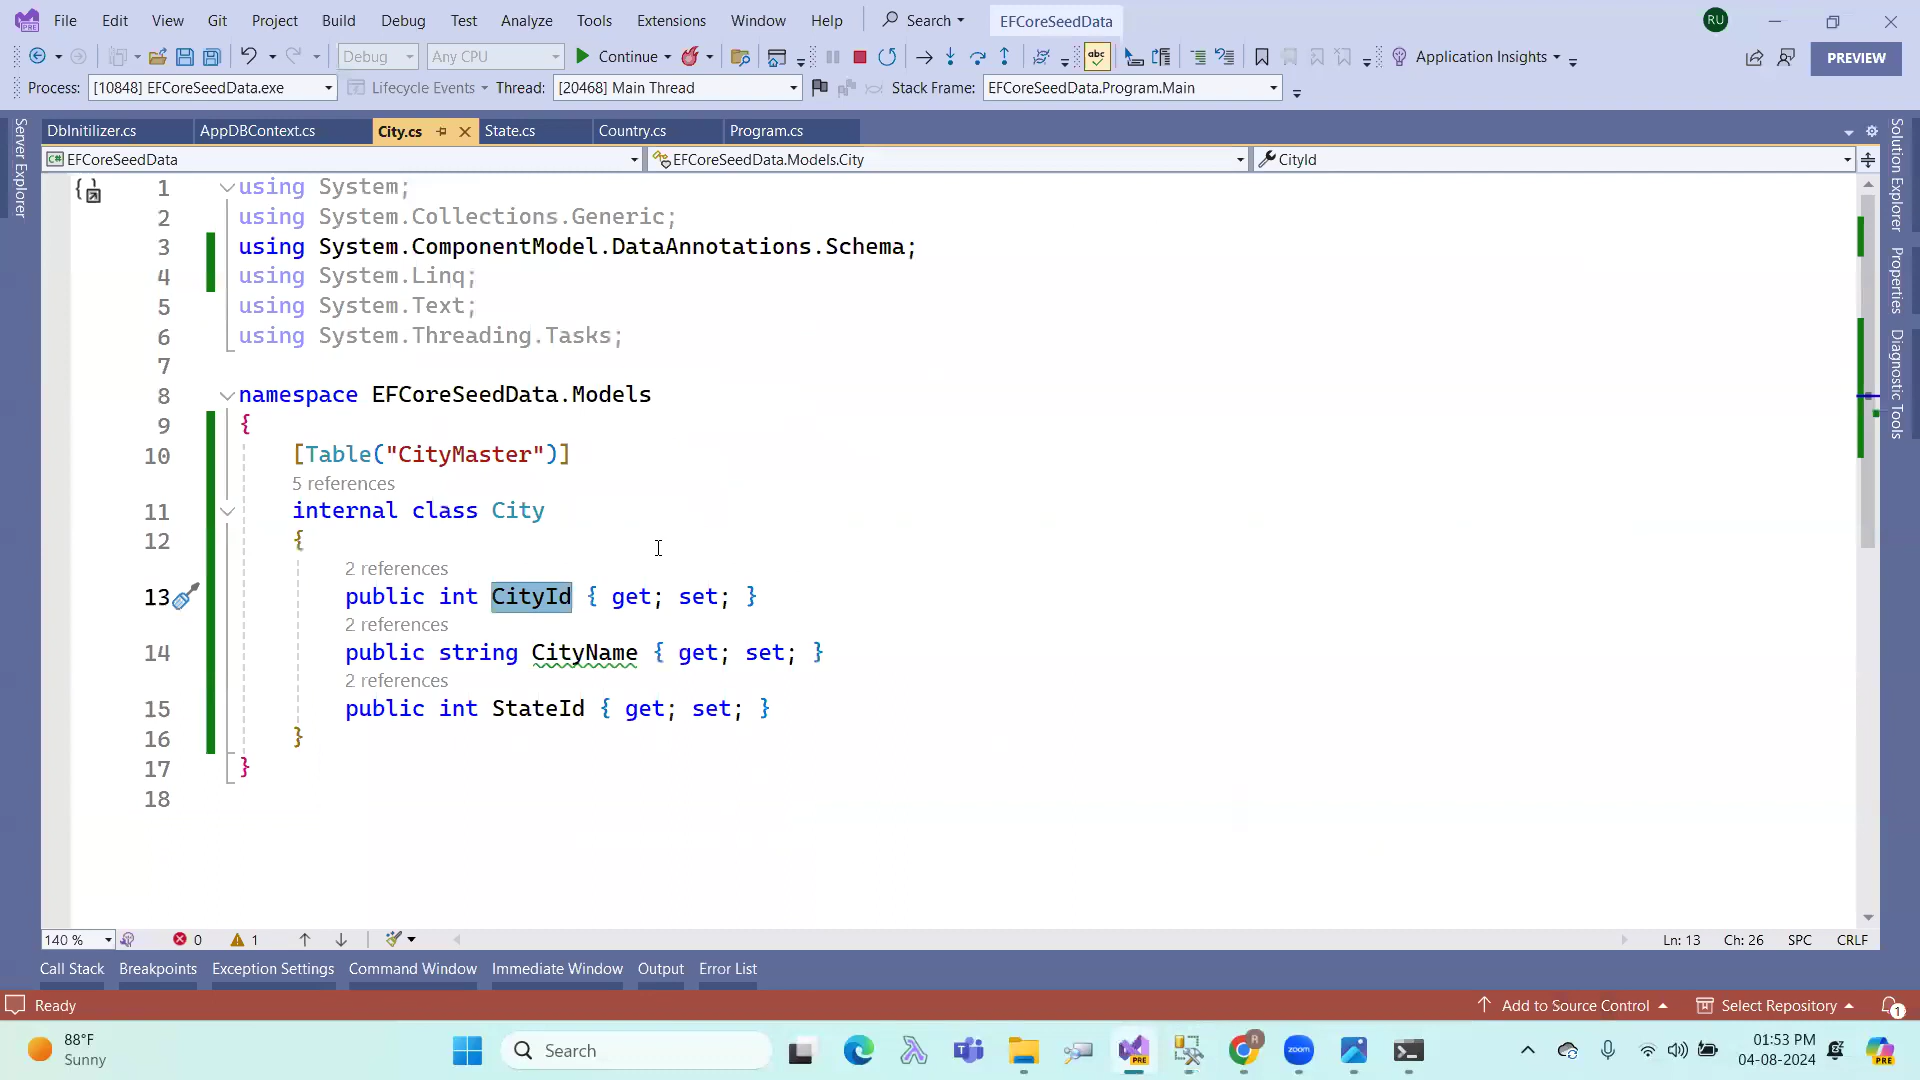 File Edit View Git Project Build Debug Test Analyze Tools Extensions Window Help Search EFCoreSeedData RU
Debug Any CPU Continue abc Application Insights PREVIEW
Process: [10848] EFCoreSeedData.exe Lifecycle Events Thread: [20468] Main Thread Stack Frame: EFCoreSeedData.Program.Main
DbInitilizer.cs AppDBContext.cs City.cs State.cs Country.cs Program.cs
C# EFCoreSeedData EFCoreSeedData.Models.City CityId
Server Explorer
Solution Explorer
Properties
Diagnostic Tools
1 using System;
2 using System.Collections.Generic;
3 using System.ComponentModel.DataAnnotations.Schema;
4 using System.Linq;
5 using System.Text;
6 using System.Threading.Tasks;
7
8 namespace EFCoreSeedData.Models
9 {
10 [Table("CityMaster")]
5 references
11 internal class City
12 {
2 references
13 public int CityId { get; set; }
2 references
14 public string CityName { get; set; }
2 references
15 public int StateId { get; set; }
16 }
17 }
18
140 % 0 1 Ln: 13 Ch: 26 SPC CRLF
Call Stack Breakpoints Exception Settings Command Window Immediate Window Output Error List
Ready Add to Source Control Select Repository 1
88°F
Sunny
Search
PRE
zoom
01:53 PM
04-08-2024
PRE